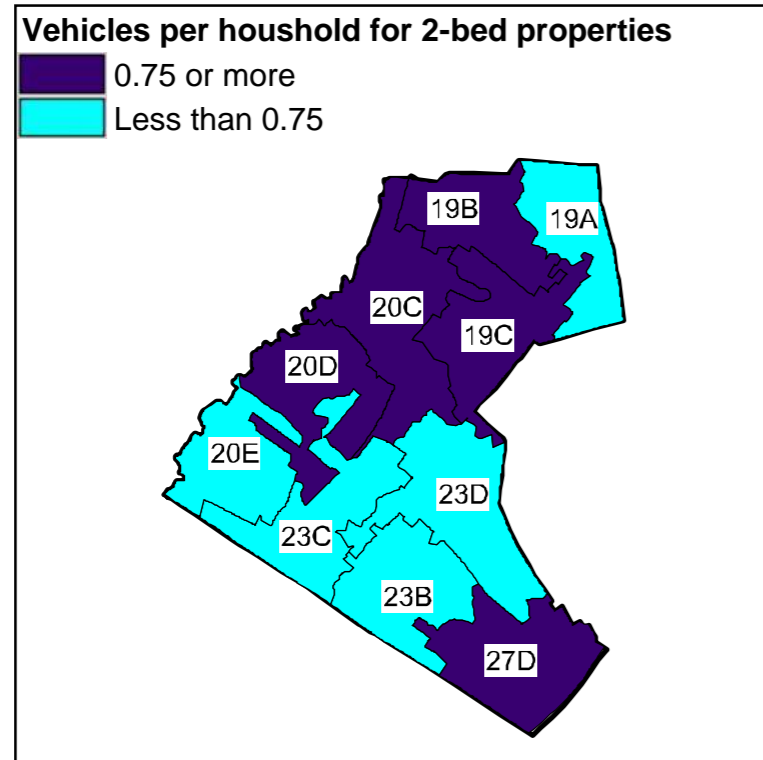 Vehicles per houshold for 2-bed properties
0.75 or more
Less than 0.75
19B
19A
20C
19C
20D
20E
23D
23C
23B
27D